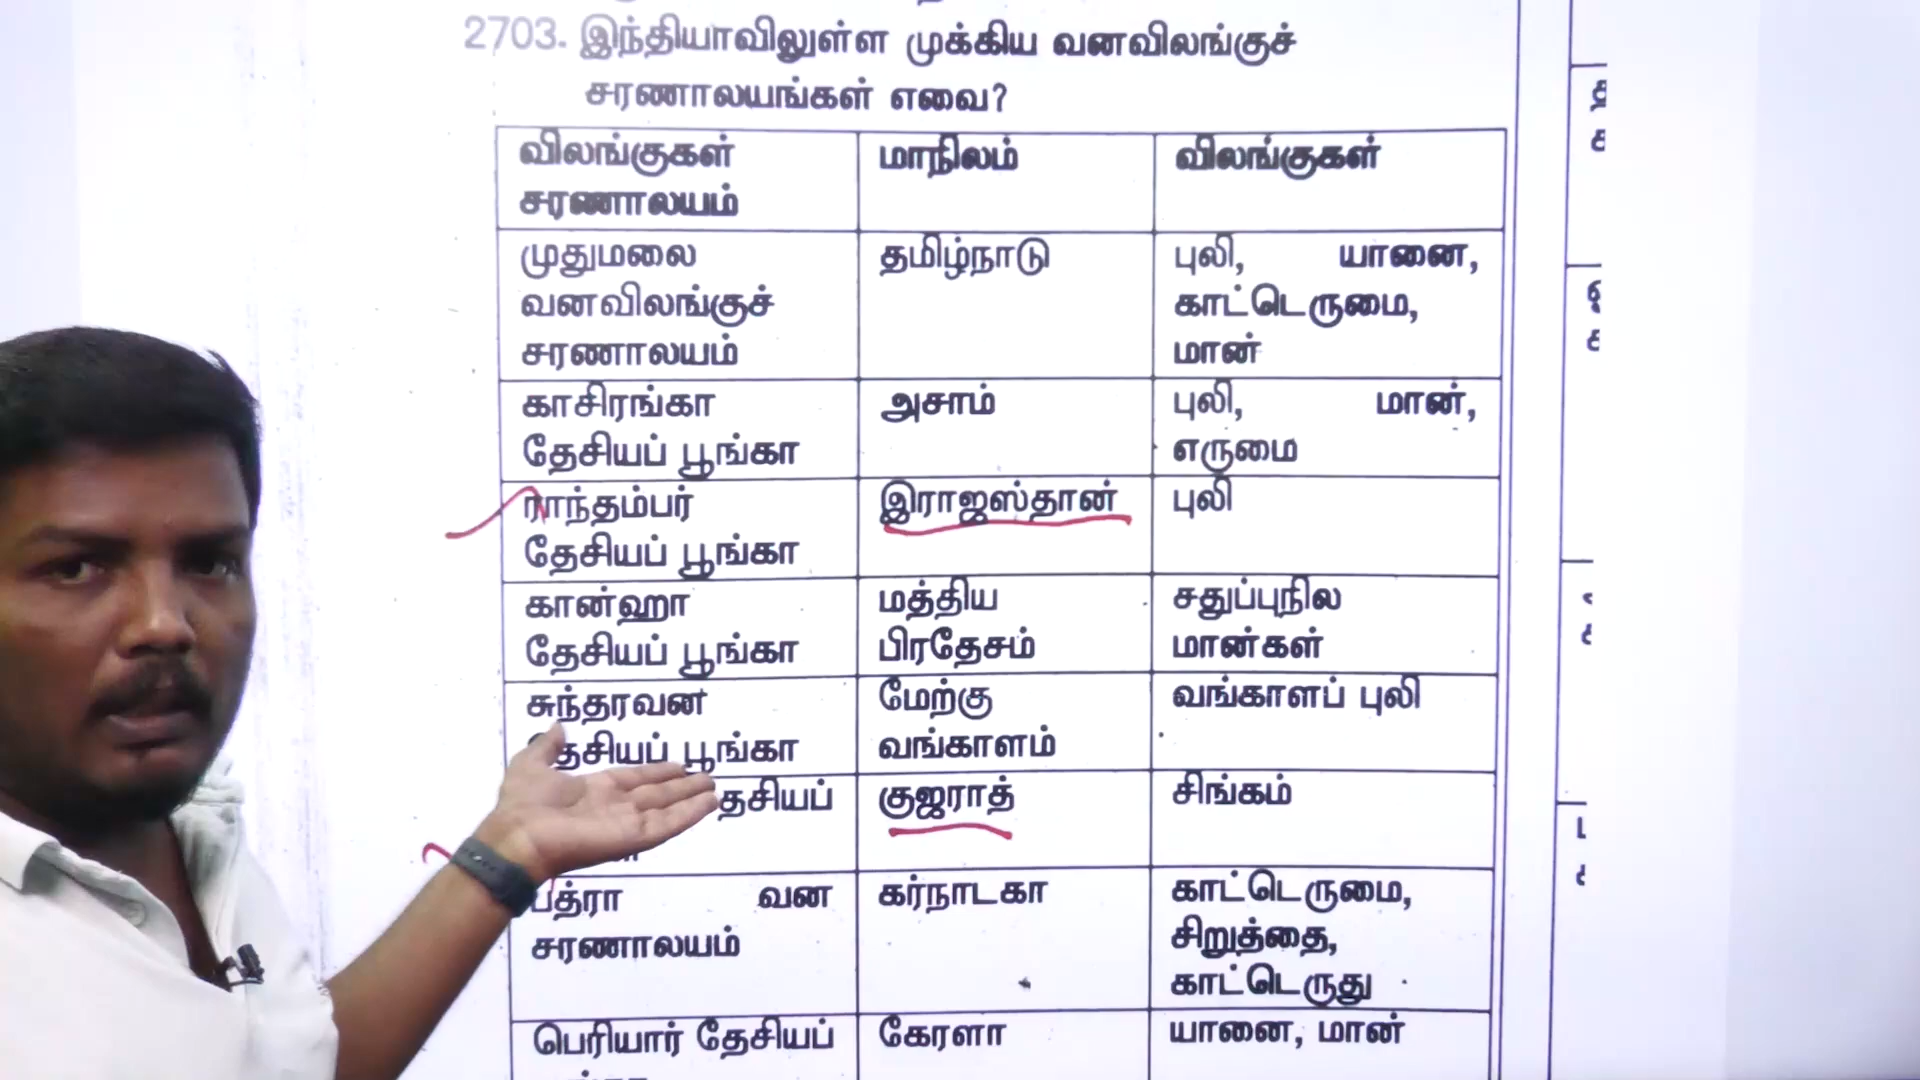 2703. இந்தியாவிலுள்ள முக்கிய வனவிலங்குச்
சரணாலயங்கள் எவை?
விலங்குகள் மாநிலம் விலங்குகள்
சரணாலயம்
முதுமலை தமிழ்நாடு புலி, யானை,
வனவிலங்குச் காட்டெருமை,
சரணாலயம் மான்
காசிரங்கா அசாம் புலி, மான்,
தேசியப் பூங்கா எருமை
ராந்தம்பர் இராஜஸ்தான் புலி
தேசியப் பூங்கா
கான்ஹா மத்திய சதுப்புநில
தேசியப் பூங்கா பிரதேசம் மான்கள்
சுந்தரவன மேற்கு வங்காளப் புலி
தேசியப் பூங்கா வங்காளம்
தேசியப் குஜராத் சிங்கம்
பத்ரா வன கர்நாடகா காட்டெருமை,
சரணாலயம் சிறுத்தை,
காட்டெருது
பெரியார் தேசியப் கேரளா யானை, மான்